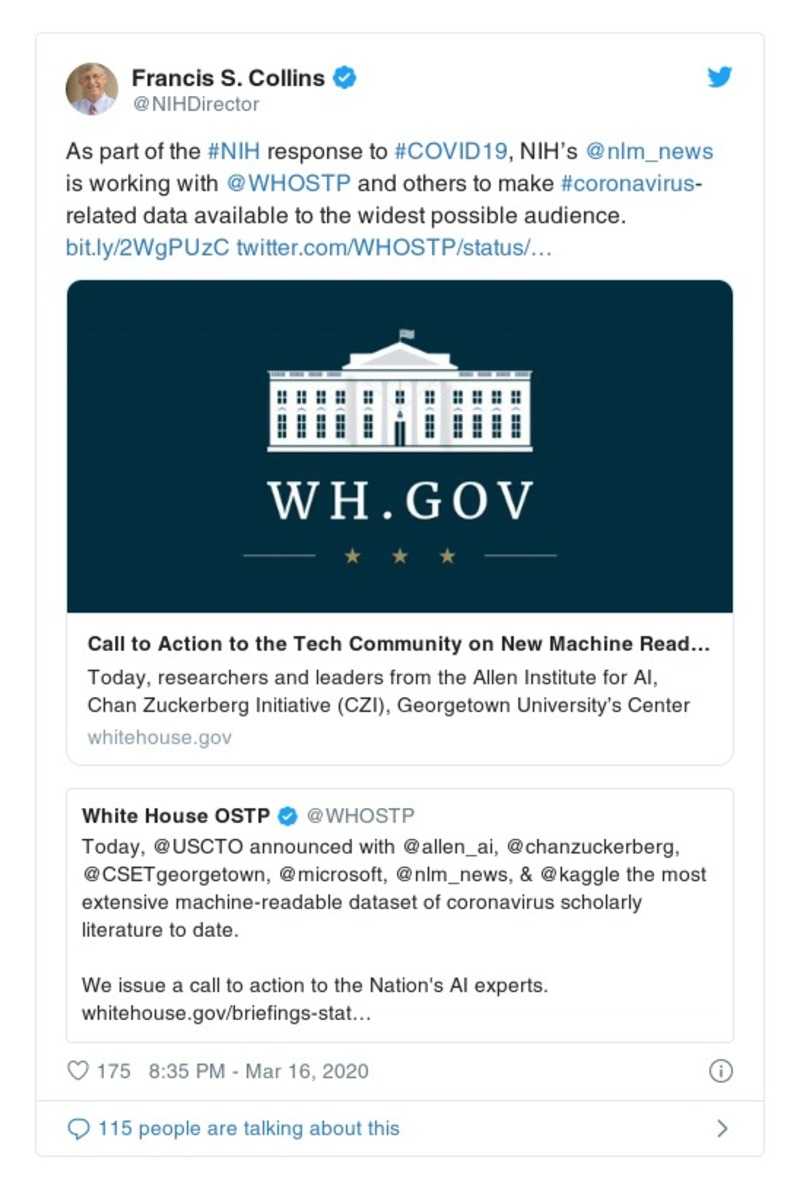 Francis S. Collins
@NIHDirector
As part of the #NIH response to #COVID19, NIH's @nlm_news
is working with @WHOSTP and others to make #coronavirus-
related data available to the widest possible audience.
bit.ly/2WgPUzC twitter.com/WHOSTP/status/…
WH.GOV
Call to Action to the Tech Community on New Machine Read…
Today, researchers and leaders from the Allen Institute for AI,
Chan Zuckerberg Initiative (CZI), Georgetown University's Center
whitehouse.gov
White House OSTP @WHOSTP
Today, @USCTO announced with @allen_ai, @chanzuckerberg,
@CSETgeorgetown, @microsoft, @nlm_news, & @kaggle the most
extensive machine-readable dataset of coronavirus scholarly
literature to date.
We issue a call to action to the Nation's AI experts.
whitehouse.gov/briefings-stat…
175 8:35 PM - Mar 16, 2020
115 people are talking about this